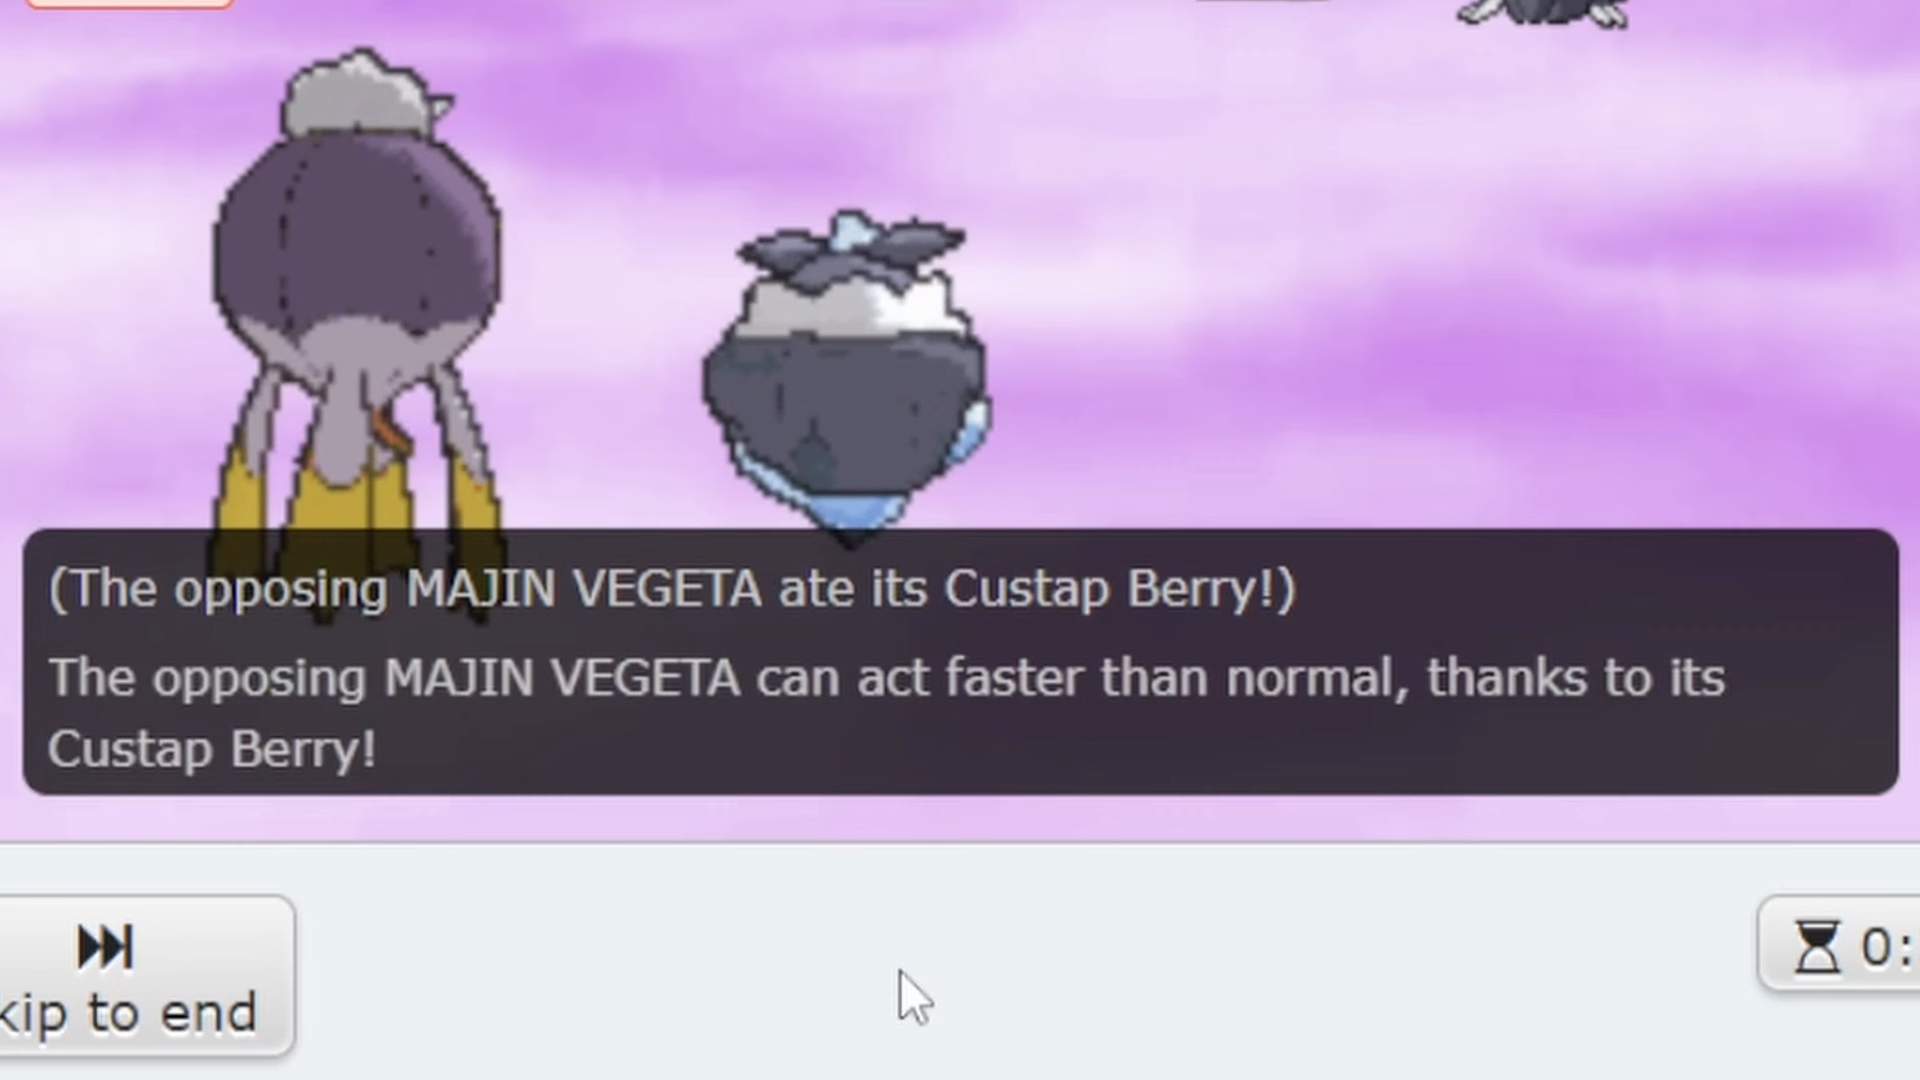 (The opposing MAJIN VEGETA ate its Custap Berry!)
The opposing MAJIN VEGETA can act faster than normal, thanks to its
Custap Berry!
kip to end
0: